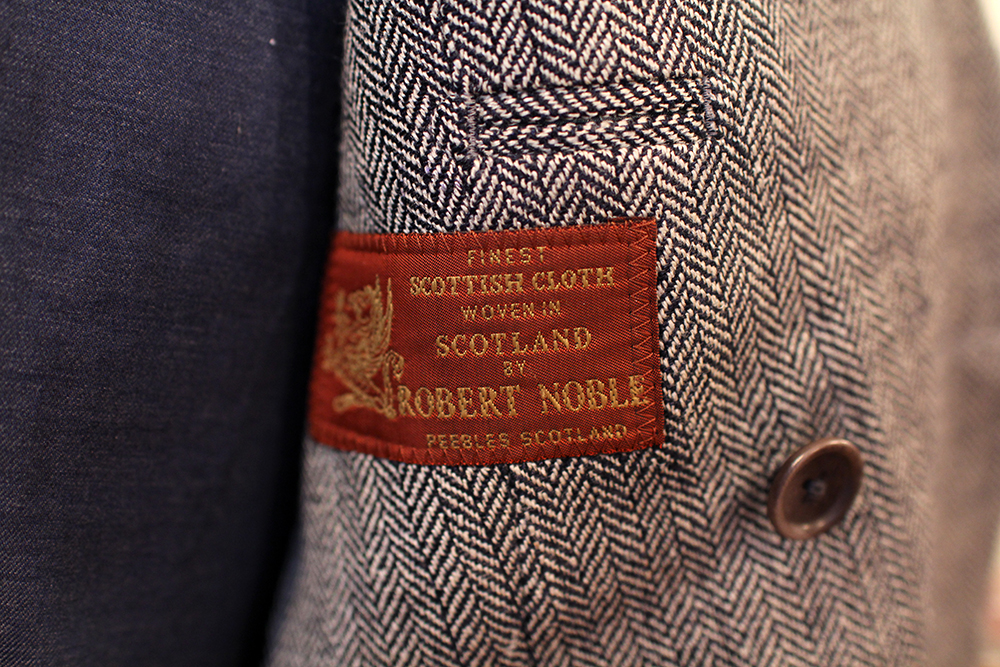 FINEST
SCOTTISH CLOTH
WOVEN IN
SCOTLAND
BY
ROBERT NOBLE
PEEBLES SCOTLAND